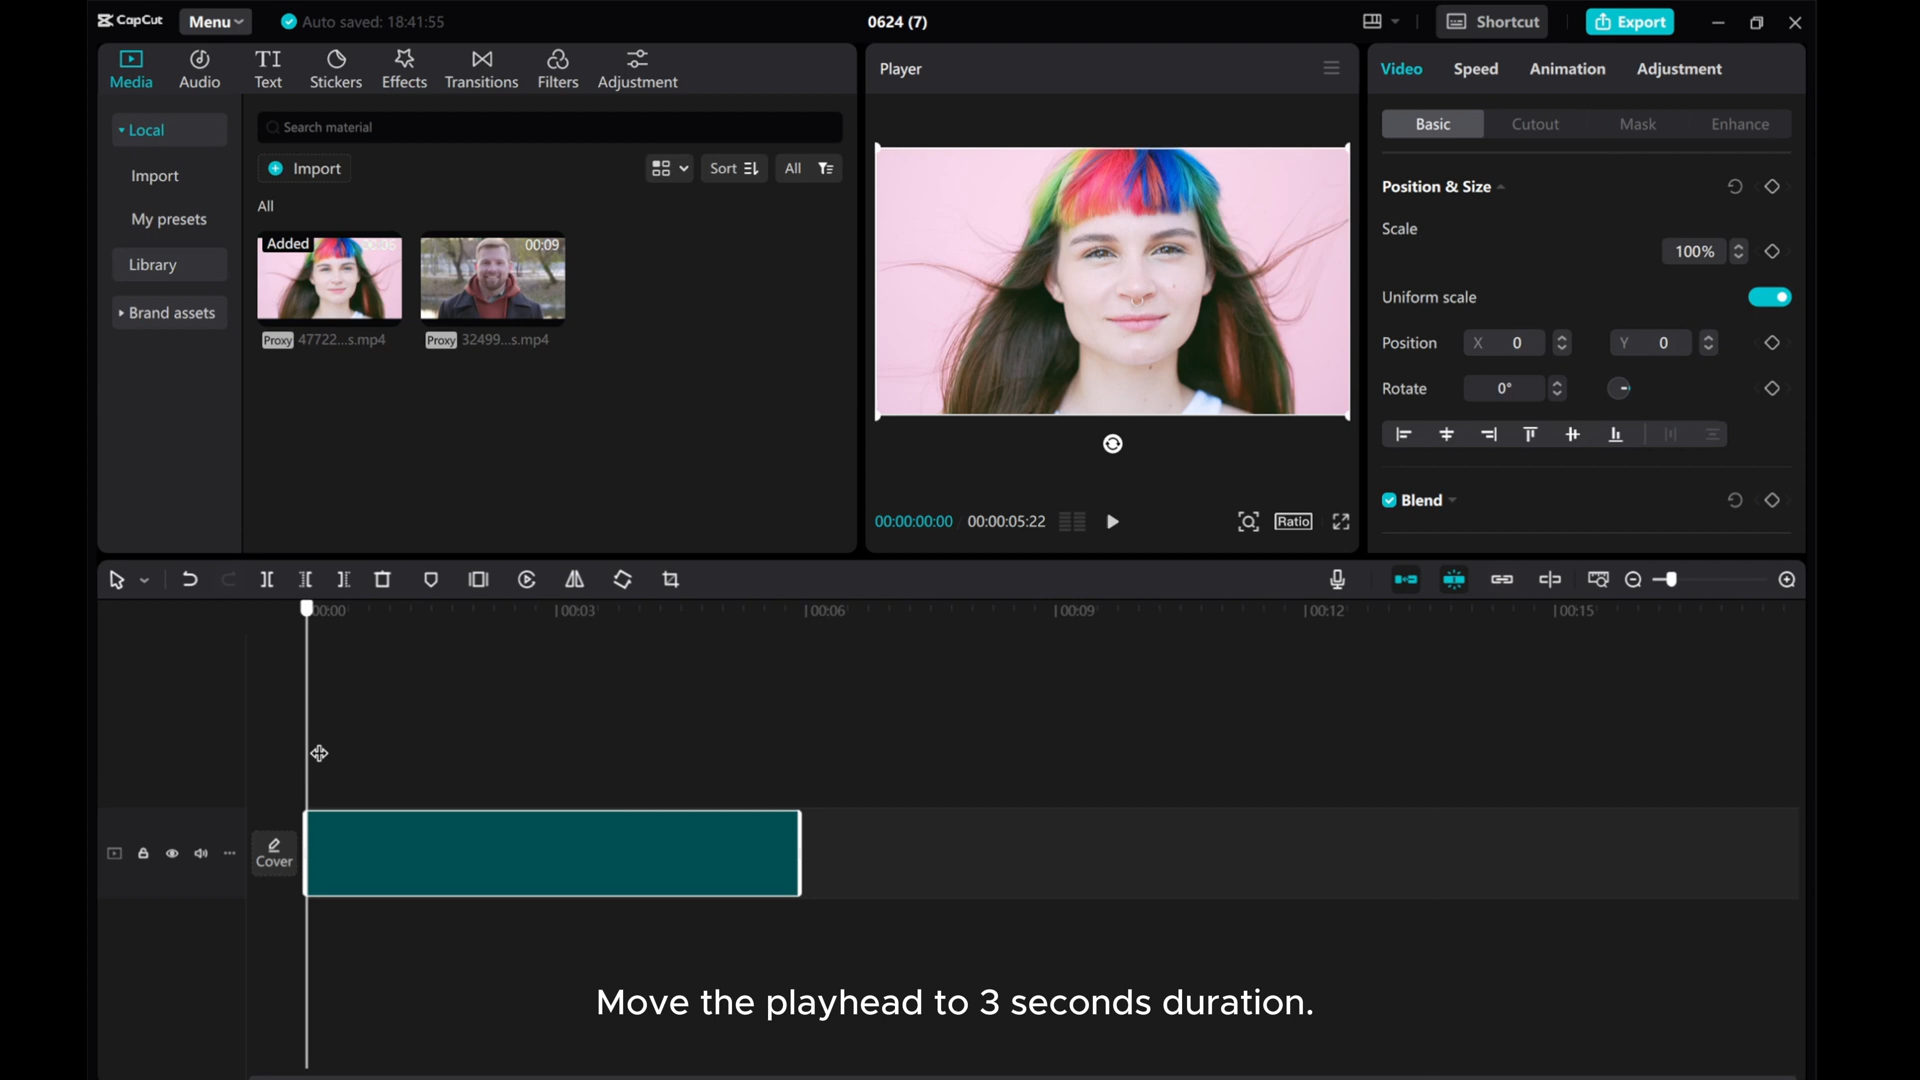 CapCut Menu Auto saved: 18:41:55 0624 (7) Shortcut Export
Media Audio Text Stickers Effects Transitions Filters Adjustment
Player
Video Speed Animation Adjustment
Local
Search material
Basic Cutout Mask Enhance
Import
Import Sort All
My presets
All
Position & Size
Scale
100%
Library
Added 00:09
Uniform scale
Brand assets
Proxy 47722...s.mp4 Proxy 32499...s.mp4
Position X 0 Y 0
Rotate 0°
Blend
00:00:00:00 00:00:05:22 Ratio
00:00 00:03 00:06 00:09 00:12 00:15
Cover
Move the playhead to 3 seconds duration.